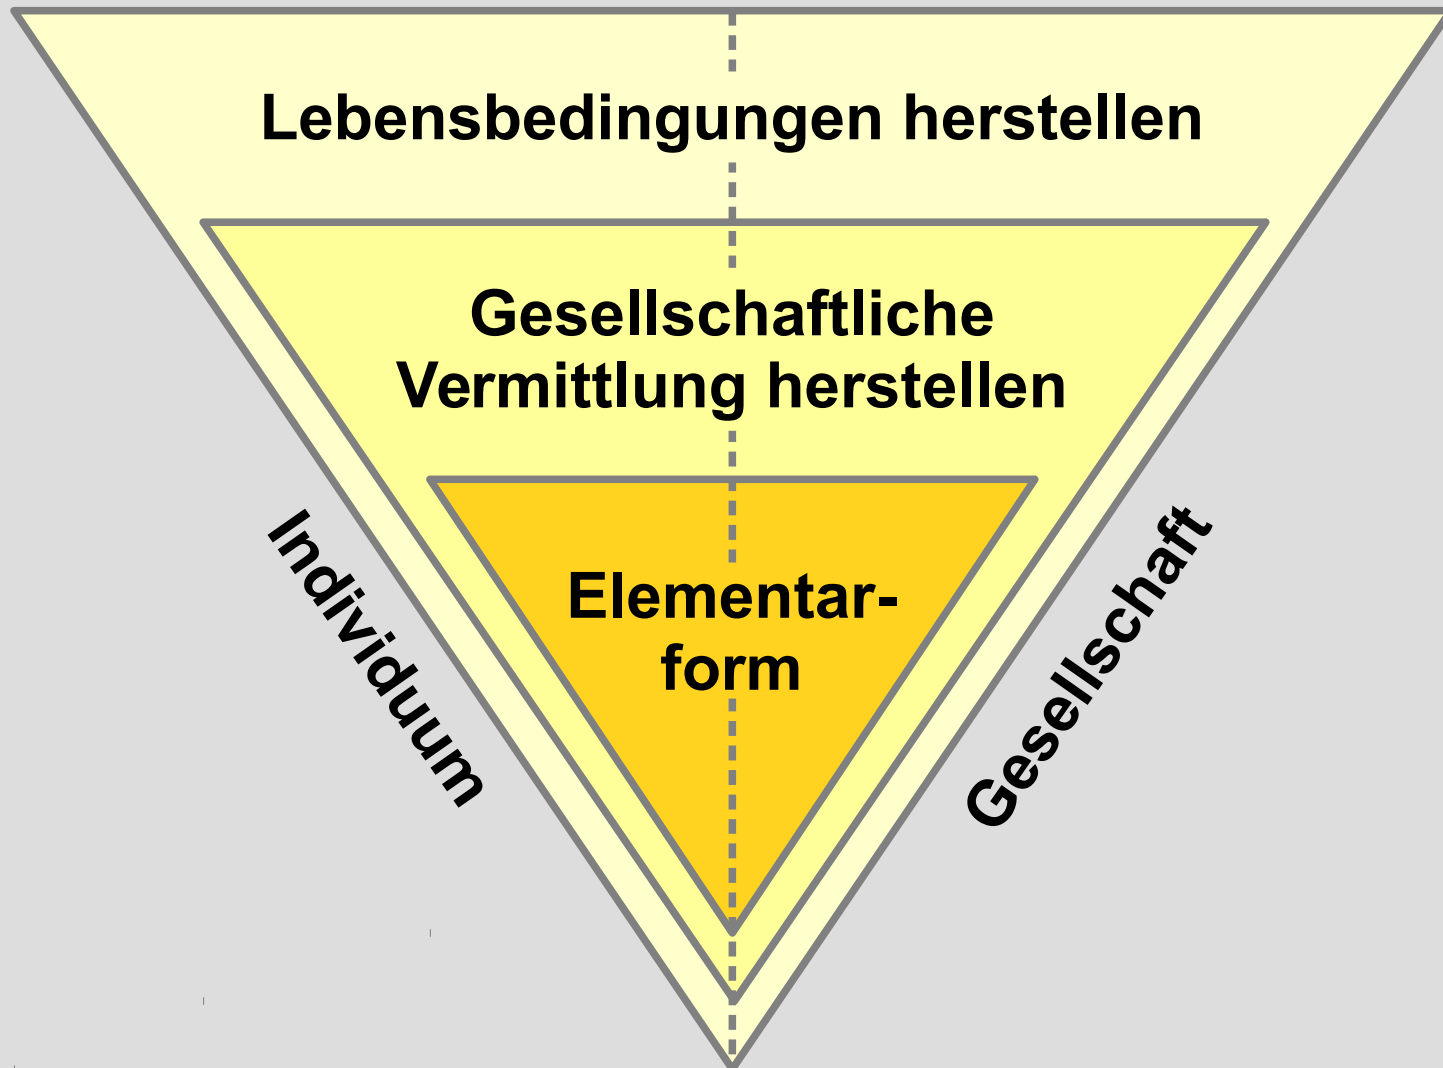 Lebensbedingungen herstellen
Gesellschaftliche
Vermittlung herstellen
Elementar-
form
Individuum
Gesellschaft